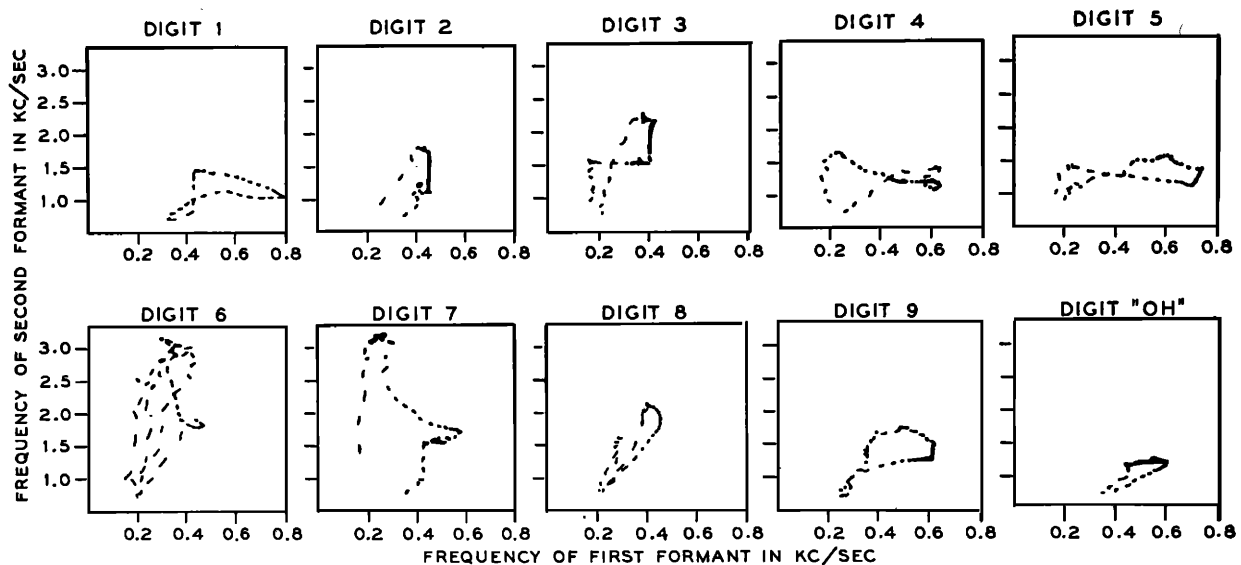 DIGIT 1
DIGIT 2
DIGIT 3
DIGIT 4
DIGIT 5
3.0
2.5
2.0
1.5
1.0
0.2 0.4 0.6 0.8
0.2 0.4 0.6 0.8
0.2 0.4 0.6 0.8
0.2 0.4 0.6 0.8
0.2 0.4 0.6 0.8
FREQUENCY OF SECOND FORMANT IN KC/SEC
DIGIT 6
DIGIT 7
DIGIT 8
DIGIT 9
DIGIT "OH"
3.0
2.5
2.0
1.5
1.0
0.2 0.4 0.6 0.8
0.2 0.4 0.6 0.8
0.2 0.4 0.6 0.8
0.2 0.4 0.6 0.8
0.2 0.4 0.6 0.8
FREQUENCY OF FIRST FORMANT IN KC/SEC